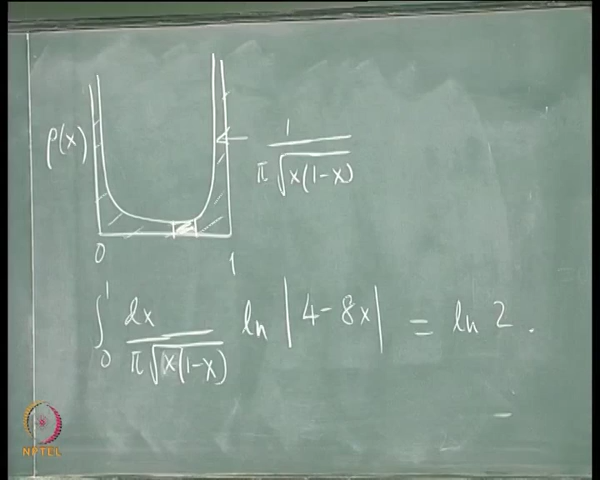 ρ(x)
1 / π√x(1-x)
0 1
∫₀¹ dx / π√x(1-x) ln |4-8x| = ln 2.
NPTEL